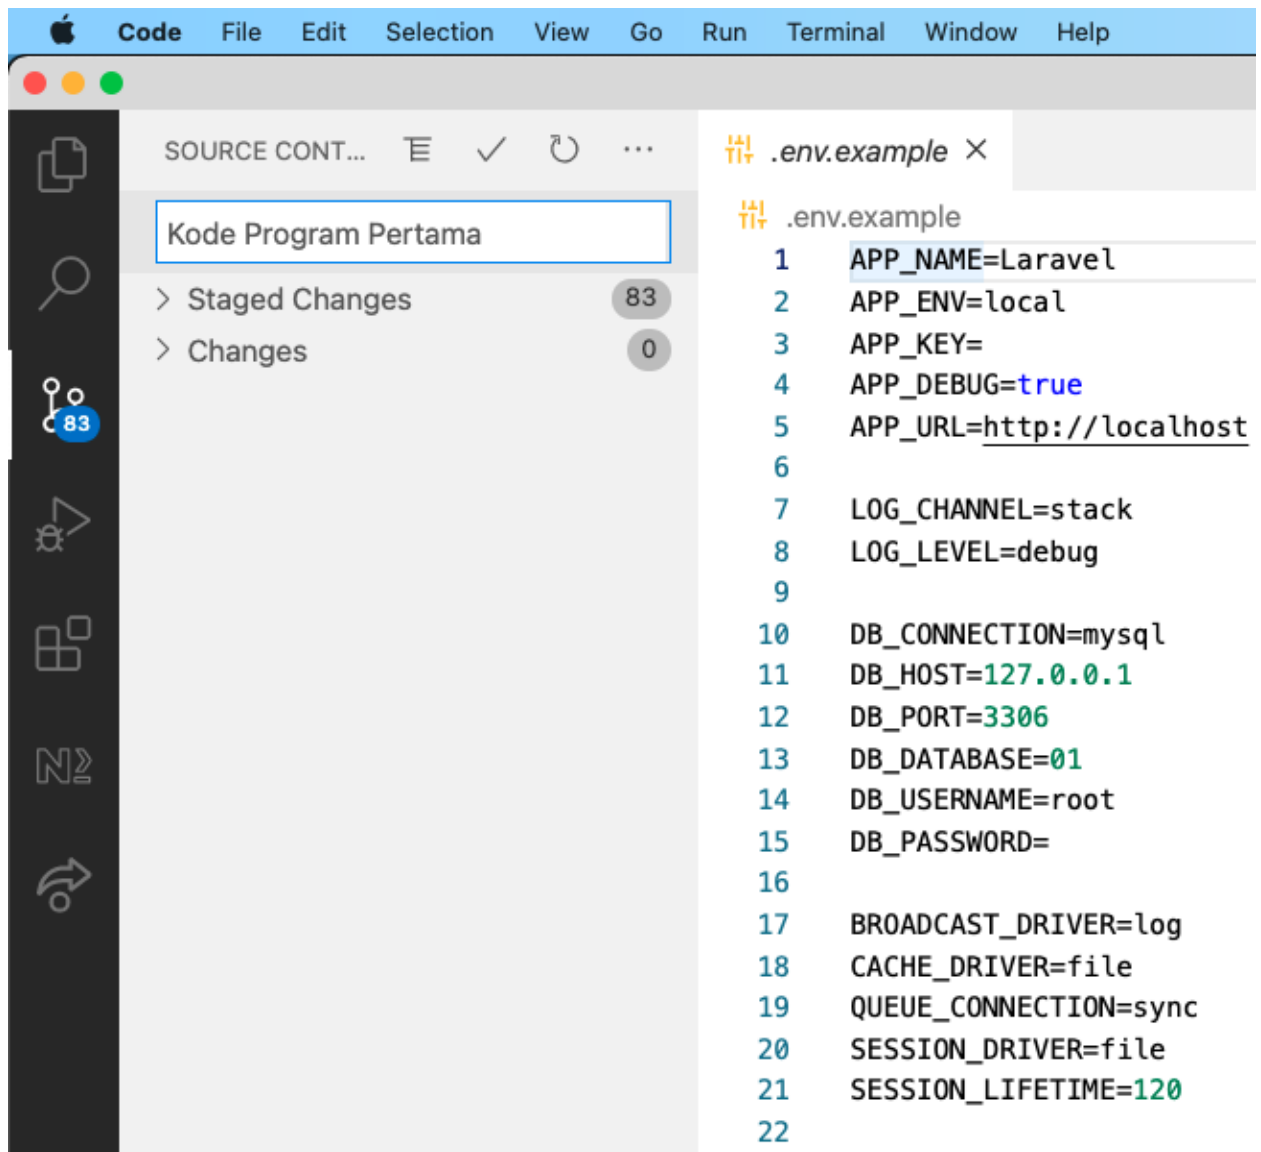 Code File Edit Selection View Go Run Terminal Window Help
SOURCE CONT... ...
Kode Program Pertama
Staged Changes 83
Changes 0
83
.env.example
.env.example
1 APP_NAME=Laravel
2 APP_ENV=local
3 APP_KEY=
4 APP_DEBUG=true
5 APP_URL=http://localhost
6
7 LOG_CHANNEL=stack
8 LOG_LEVEL=debug
9
10 DB_CONNECTION=mysql
11 DB_HOST=127.0.0.1
12 DB_PORT=3306
13 DB_DATABASE=01
14 DB_USERNAME=root
15 DB_PASSWORD=
16
17 BROADCAST_DRIVER=log
18 CACHE_DRIVER=file
19 QUEUE_CONNECTION=sync
20 SESSION_DRIVER=file
21 SESSION_LIFETIME=120
22